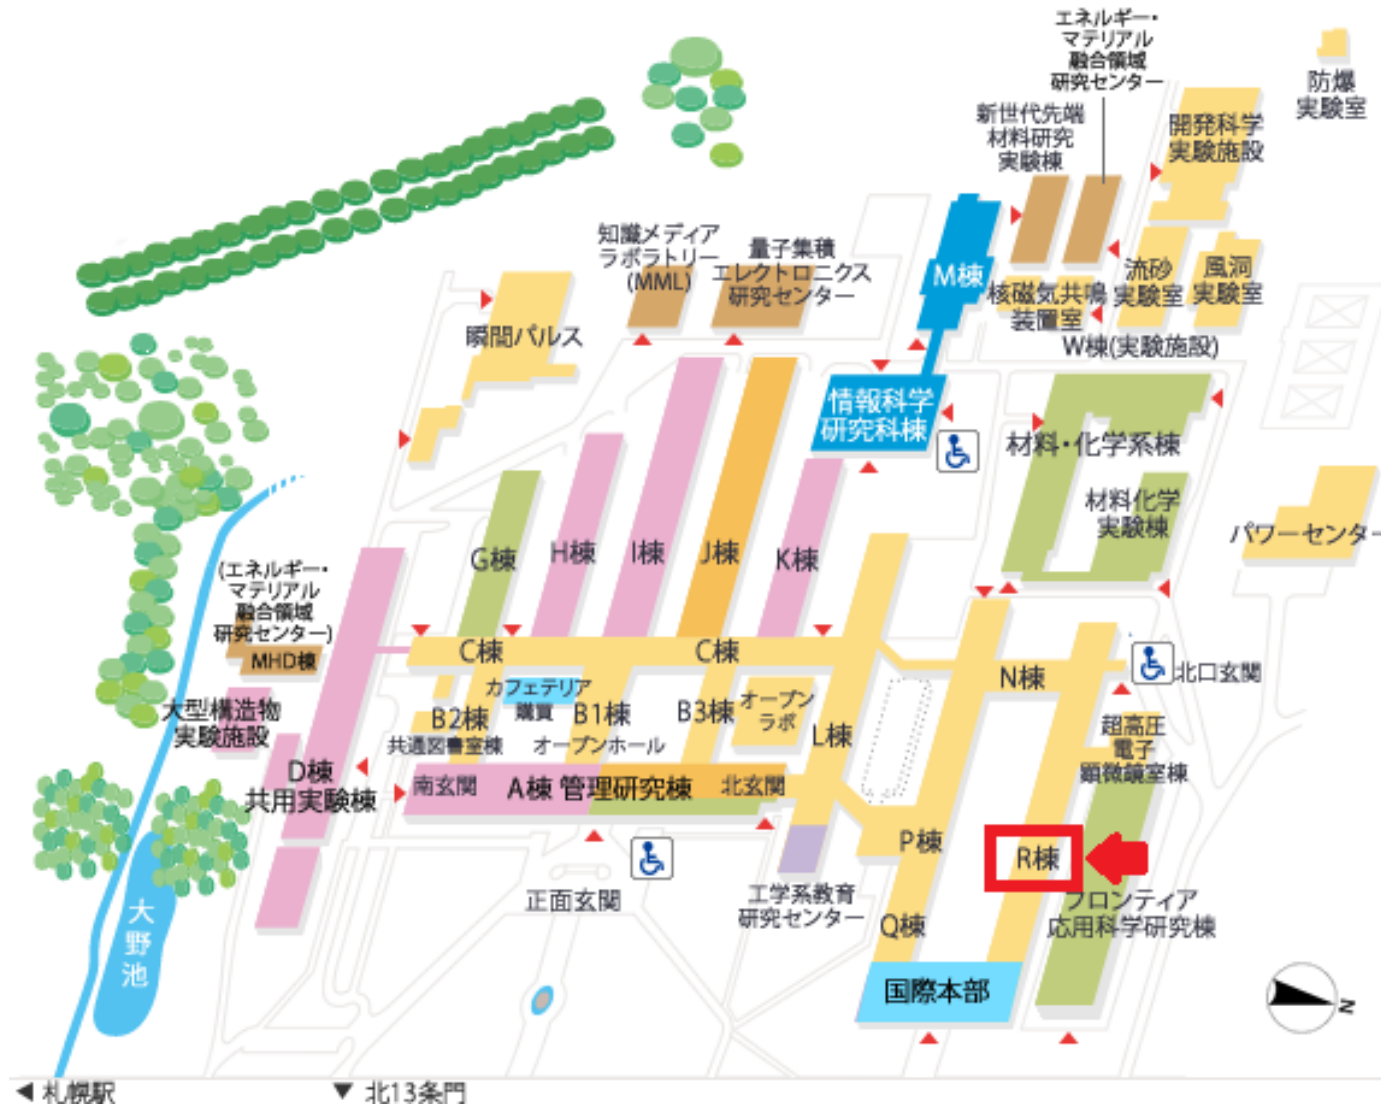 エネルギー・
マテリアル
融合領域
研究センター
防爆
実験室
新世代先端
材料研究
実験棟
開発科学
実験施設
知識メディア
ラボラトリー
(MML)
量子集積
エレクトロニクス
研究センター
M棟
核磁気共鳴
装置室
流砂
実験室
風洞
実験室
W棟(実験施設)
瞬間パルス
情報科学
研究科棟
材料・化学系棟
材料化学
実験棟
パワーセンター
G棟
H棟
I棟
J棟
K棟
(エネルギー・
マテリアル
融合領域
研究センター)
MHD棟
C棟
C棟
N棟
北口玄関
大型構造物
実験施設
カフェテリア
購買
B2棟
共通図書室棟
B1棟
オープンホール
B3棟
オープン
ラボ
L棟
超高圧
電子
顕微鏡室棟
D棟
共用実験棟
南玄関
A棟 管理研究棟
北玄関
P棟
R棟
正面玄関
工学系教育
研究センター
Q棟
フロンティア
応用科学研究棟
大野池
国際本部
N
札幌駅
北13条門